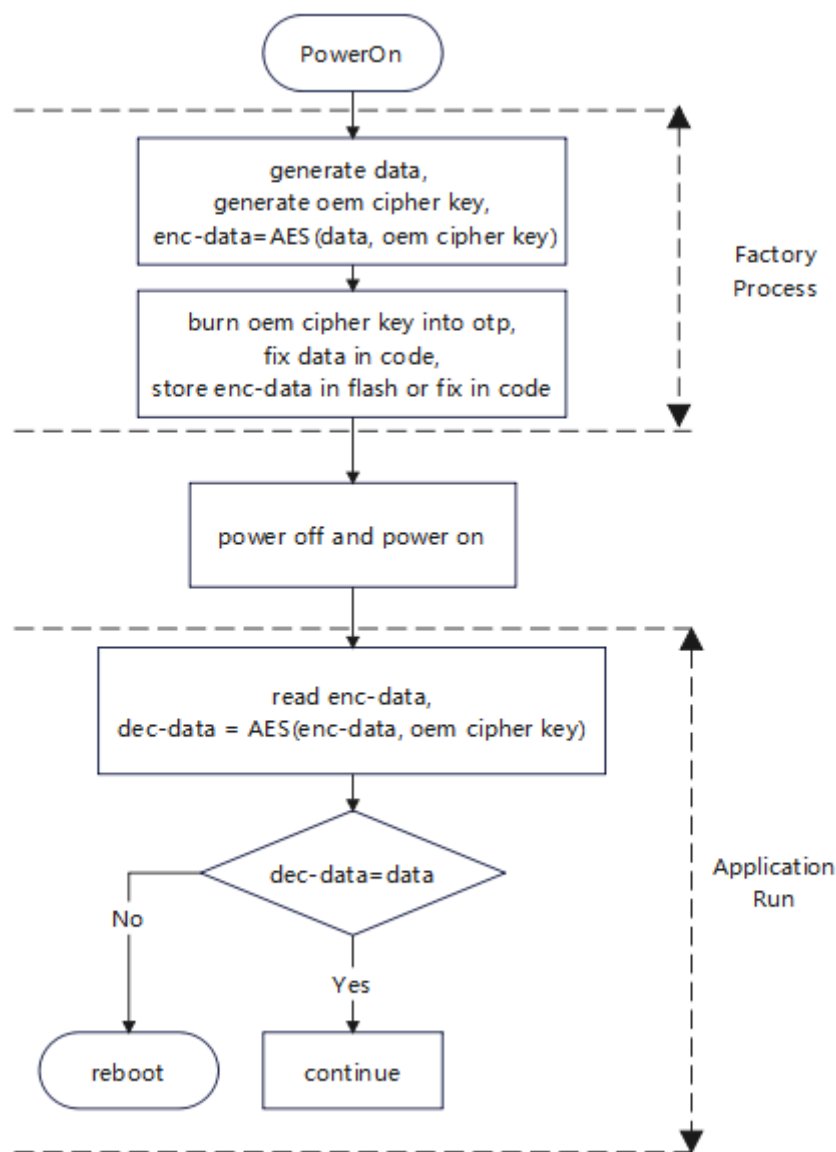 PowerOn
generate data,
generate oem cipher key,
enc-data=AES(data, oem cipher key)
Factory
Process
burn oem cipher key into otp,
fix data in code,
store enc-data in flash or fix in code
power off and power on
read enc-data,
dec-data = AES(enc-data, oem cipher key)
dec-data=data
Application
Run
No
Yes
reboot
continue